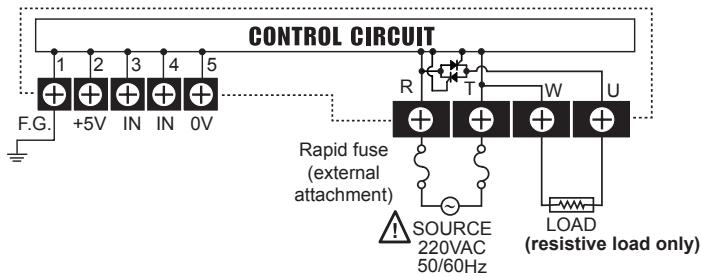 CONTROL CIRCUIT
1 2 3 4 5
F.G. +5V IN IN 0V
R T W U
Rapid fuse
(external
attachment)
SOURCE
220VAC
50/60Hz
LOAD
(resistive load only)